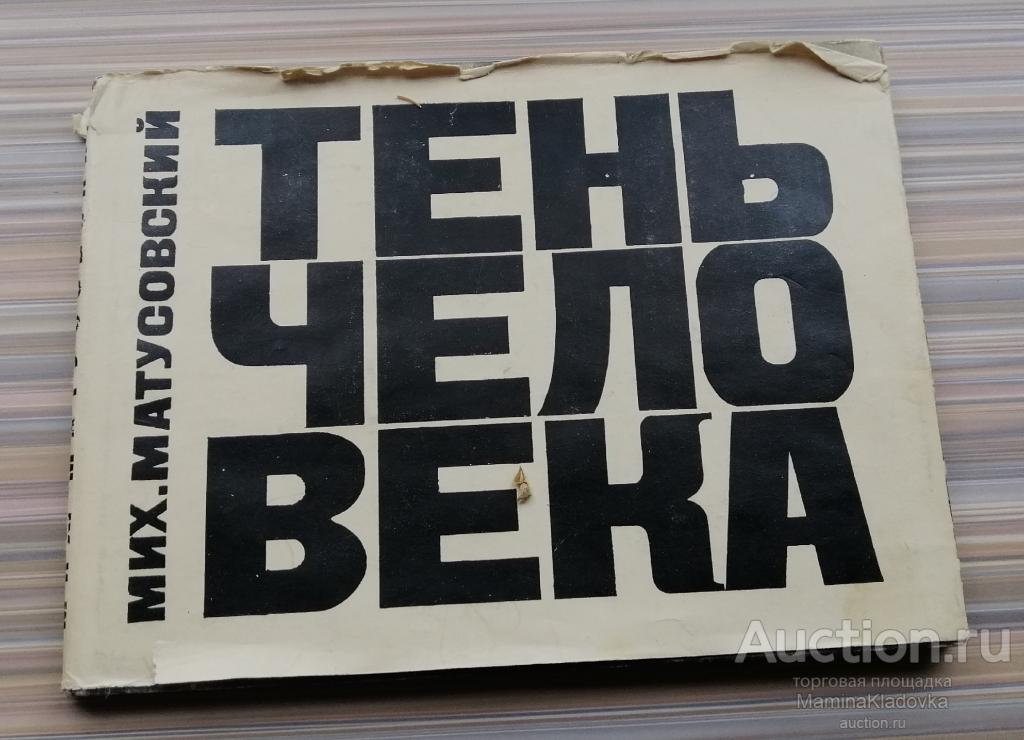 МИХ.МАТУСОВСКИЙ
ТЕНЬ
ЧЕЛО
ВЕКА
Auction.ru
торговая площадка
MaminaKladovka
auction.ru